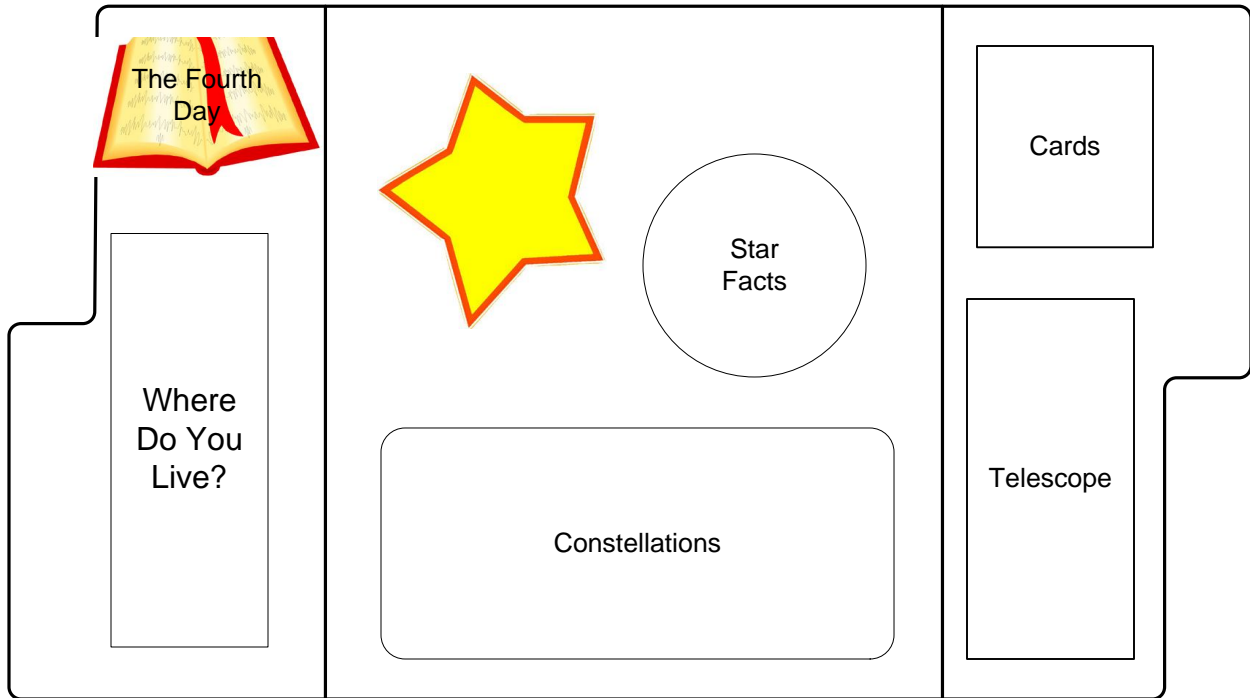 The Fourth
Day
Where
Do You
Live?
Star
Facts
Constellations
Cards
Telescope